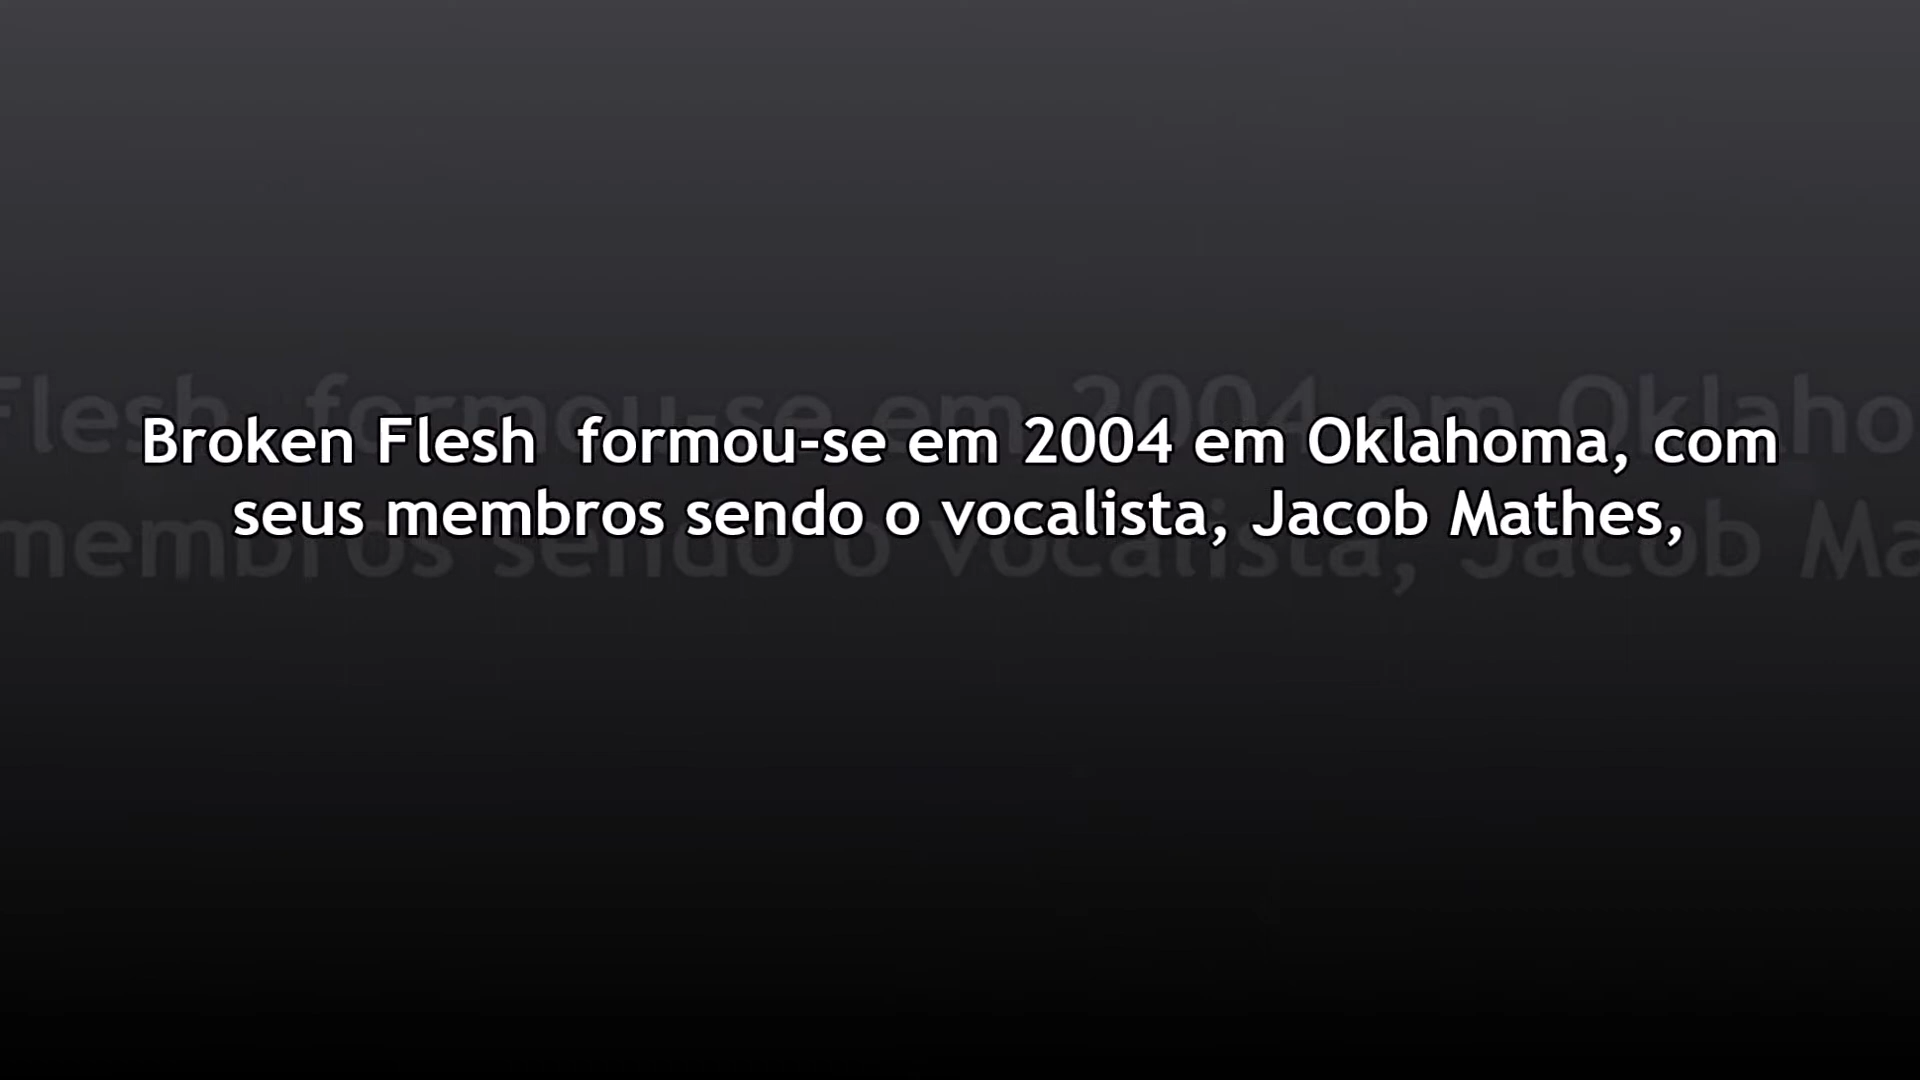 Broken Flesh  formou-se em 2004 em Oklahoma, com
seus membros sendo o vocalista, Jacob Mathes,